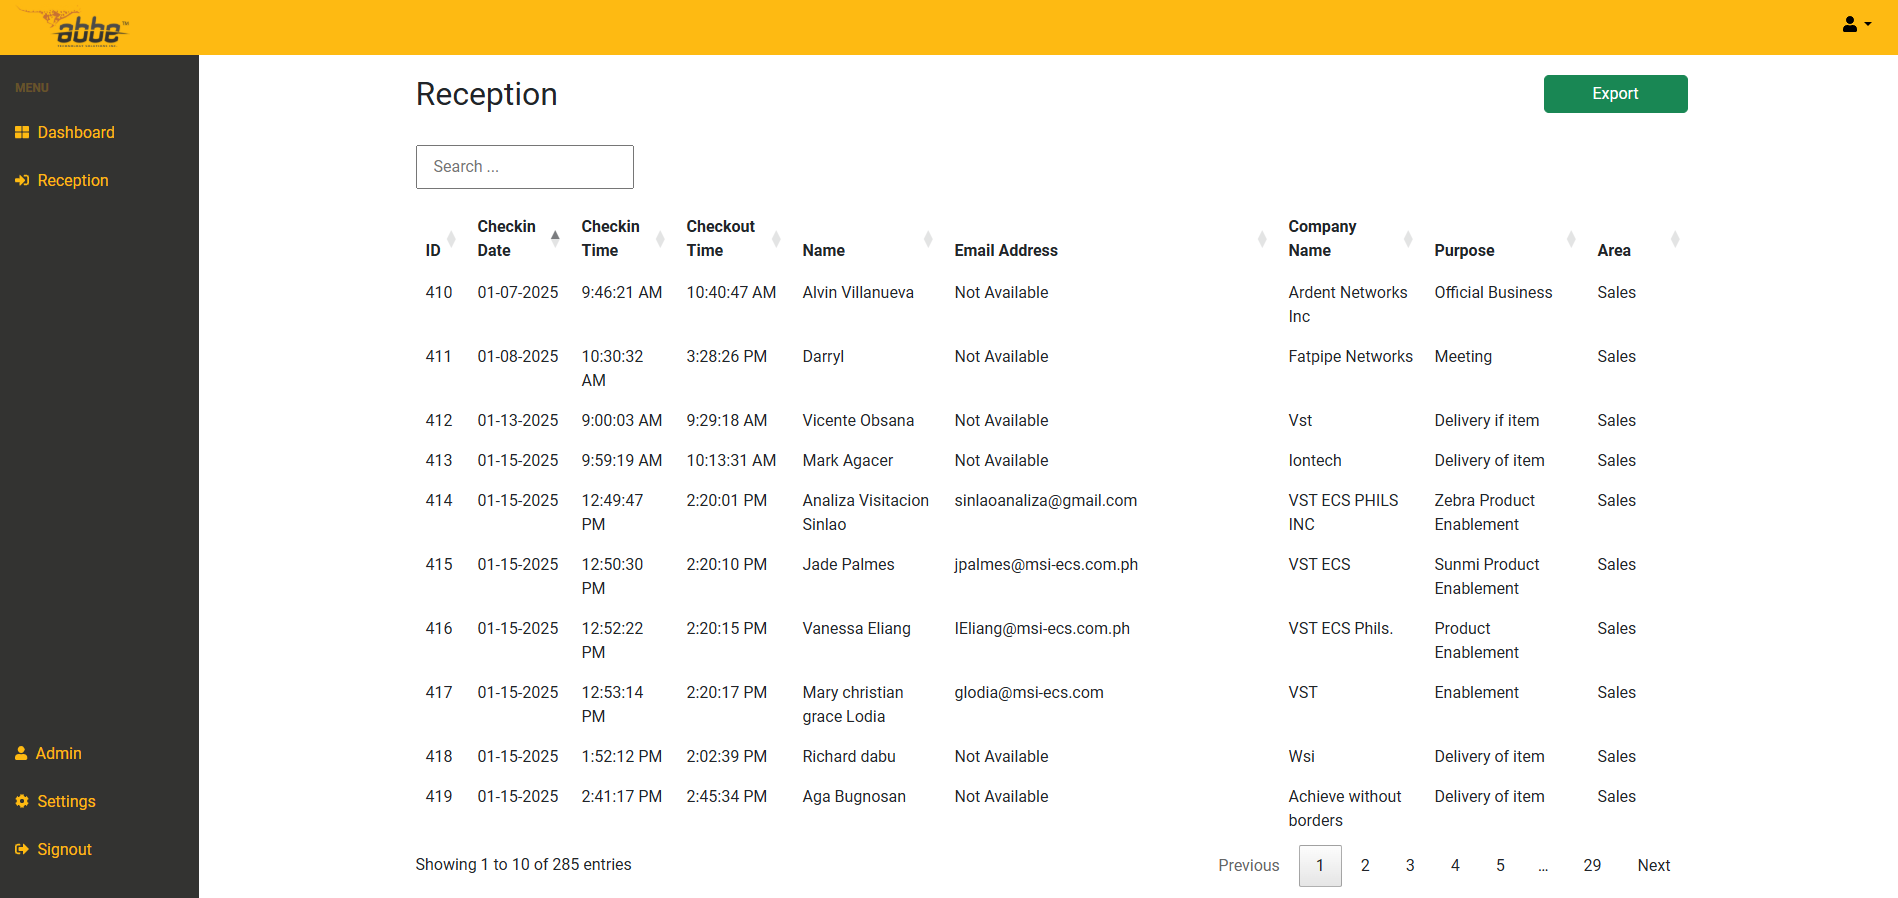 abbe™
TECHNOLOGY SOLUTIONS INC.
MENU
Dashboard
Reception
Admin
Settings
Signout
Reception
Export
Search ...
ID Checkin Date Checkin Time Checkout Time Name Email Address Company Name Purpose Area
410 01-07-2025 9:46:21 AM 10:40:47 AM Alvin Villanueva Not Available Ardent Networks Inc Official Business Sales
411 01-08-2025 10:30:32 AM 3:28:26 PM Darryl Not Available Fatpipe Networks Meeting Sales
412 01-13-2025 9:00:03 AM 9:29:18 AM Vicente Obsana Not Available Vst Delivery if item Sales
413 01-15-2025 9:59:19 AM 10:13:31 AM Mark Agacer Not Available Iontech Delivery of item Sales
414 01-15-2025 12:49:47 PM 2:20:01 PM Analiza Visitacion Sinlao sinlaoanaliza@gmail.com VST ECS PHILS INC Zebra Product Enablement Sales
415 01-15-2025 12:50:30 PM 2:20:10 PM Jade Palmes jpalmes@msi-ecs.com.ph VST ECS Sunmi Product Enablement Sales
416 01-15-2025 12:52:22 PM 2:20:15 PM Vanessa Eliang IEliang@msi-ecs.com.ph VST ECS Phils. Product Enablement Sales
417 01-15-2025 12:53:14 PM 2:20:17 PM Mary christian grace Lodia glodia@msi-ecs.com VST Enablement Sales
418 01-15-2025 1:52:12 PM 2:02:39 PM Richard dabu Not Available Wsi Delivery of item Sales
419 01-15-2025 2:41:17 PM 2:45:34 PM Aga Bugnosan Not Available Achieve without borders Delivery of item Sales
Showing 1 to 10 of 285 entries
Previous 1 2 3 4 5 … 29 Next